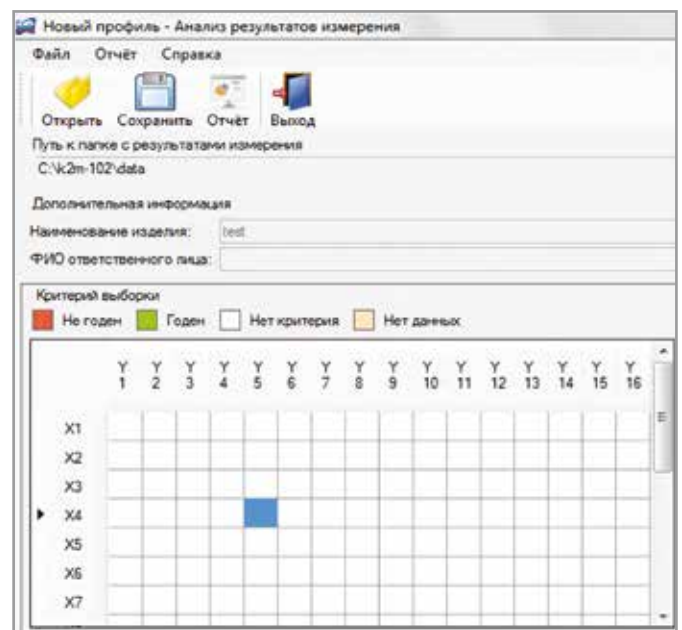 Новый профиль - Анализ результатов измерения
Файл Отчёт Справка
Открыть Сохранить Отчёт Выход
Путь к папке с результатами измерения
C:\k2m-102\data
Дополнительная информация
Наименование изделия: test
ФИО ответственного лица:
Критерий выборки
Не годен Годен Нет критерия Нет данных
Y Y Y Y Y Y Y Y Y Y Y Y Y Y Y Y
1 2 3 4 5 6 7 8 9 10 11 12 13 14 15 16
X1
X2
X3
X4
X5
X6
X7